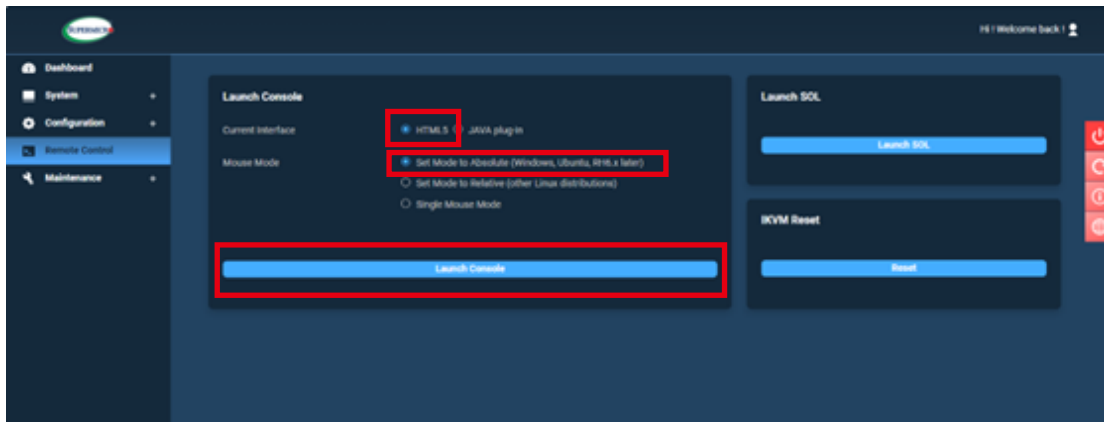 SUPERMICRO
Hi ! Welcome back !
Dashboard
System +
Configuration +
Remote Control
Maintenance +
Launch Console
Current Interface
HTML5
JAVA plug-in
Mouse Mode
Set Mode to Absolute (Windows, Ubuntu, RH6.x later)
Set Mode to Relative (other Linux distributions)
Single Mouse Mode
Launch Console
Launch SOL
Launch SOL
IKVM Reset
Reset